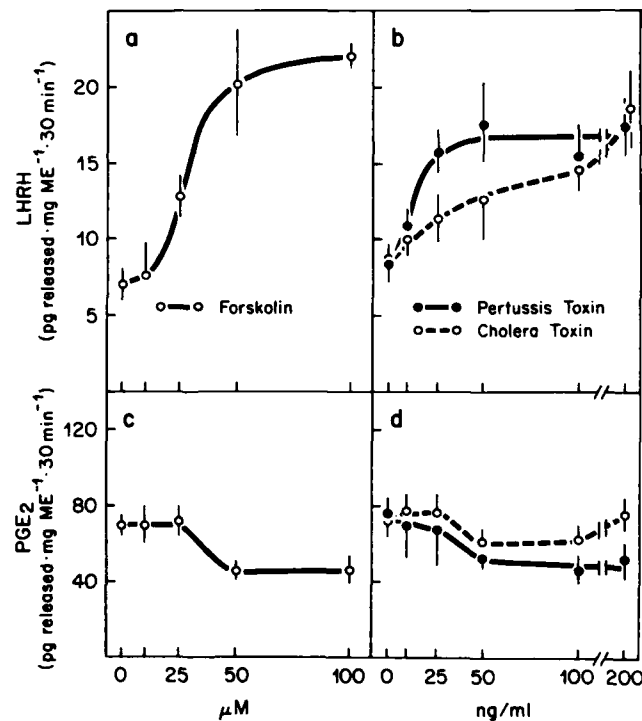 a
b
20
15
10
5
LHRH
(pg released·mg ME⁻¹·30 min⁻¹)
Forskolin
Pertussis Toxin
Cholera Toxin
c
d
120
80
40
PGE₂
(pg released·mg ME⁻¹·30 min⁻¹)
0 25 50 100 0 25 50 100 200
μM ng/ml